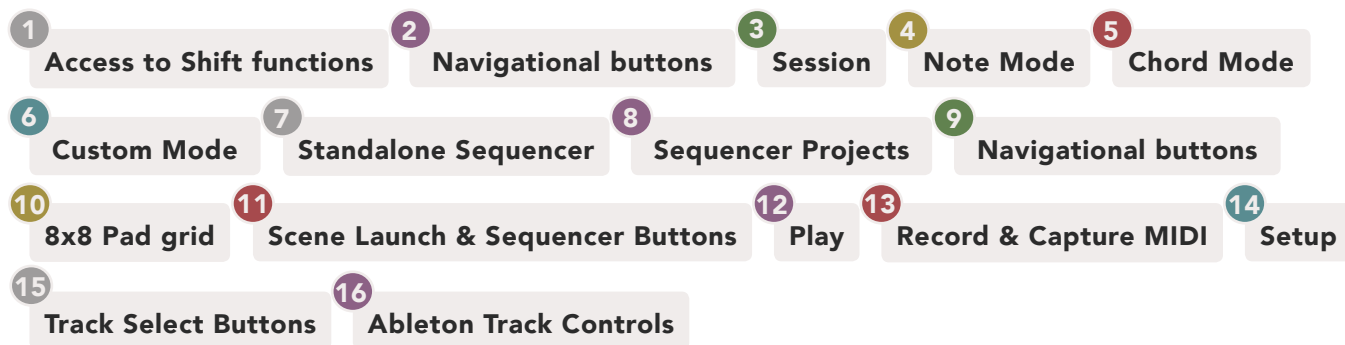 1 Access to Shift functions 2 Navigational buttons 3 Session 4 Note Mode 5 Chord Mode
6 Custom Mode 7 Standalone Sequencer 8 Sequencer Projects 9 Navigational buttons
10 8x8 Pad grid 11 Scene Launch & Sequencer Buttons 12 Play 13 Record & Capture MIDI 14 Setup
15 Track Select Buttons 16 Ableton Track Controls